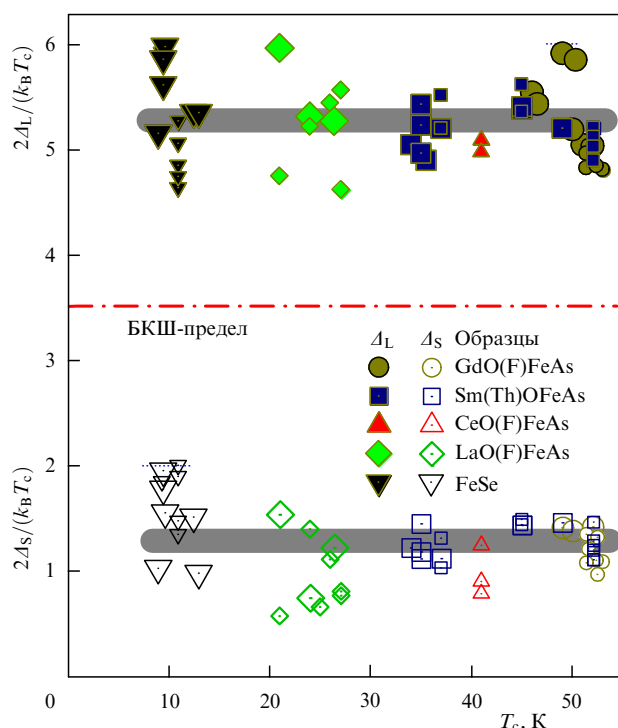 6
5
4
3
2
1
0
2Δ_L/(k_B T_c)
2Δ_S/(k_B T_c)
БКШ-предел
Δ_L Δ_S Образцы
GdO(F)FeAs
Sm(Th)OFeAs
CeO(F)FeAs
LaO(F)FeAs
FeSe
10 20 30 40 50
T_c, К